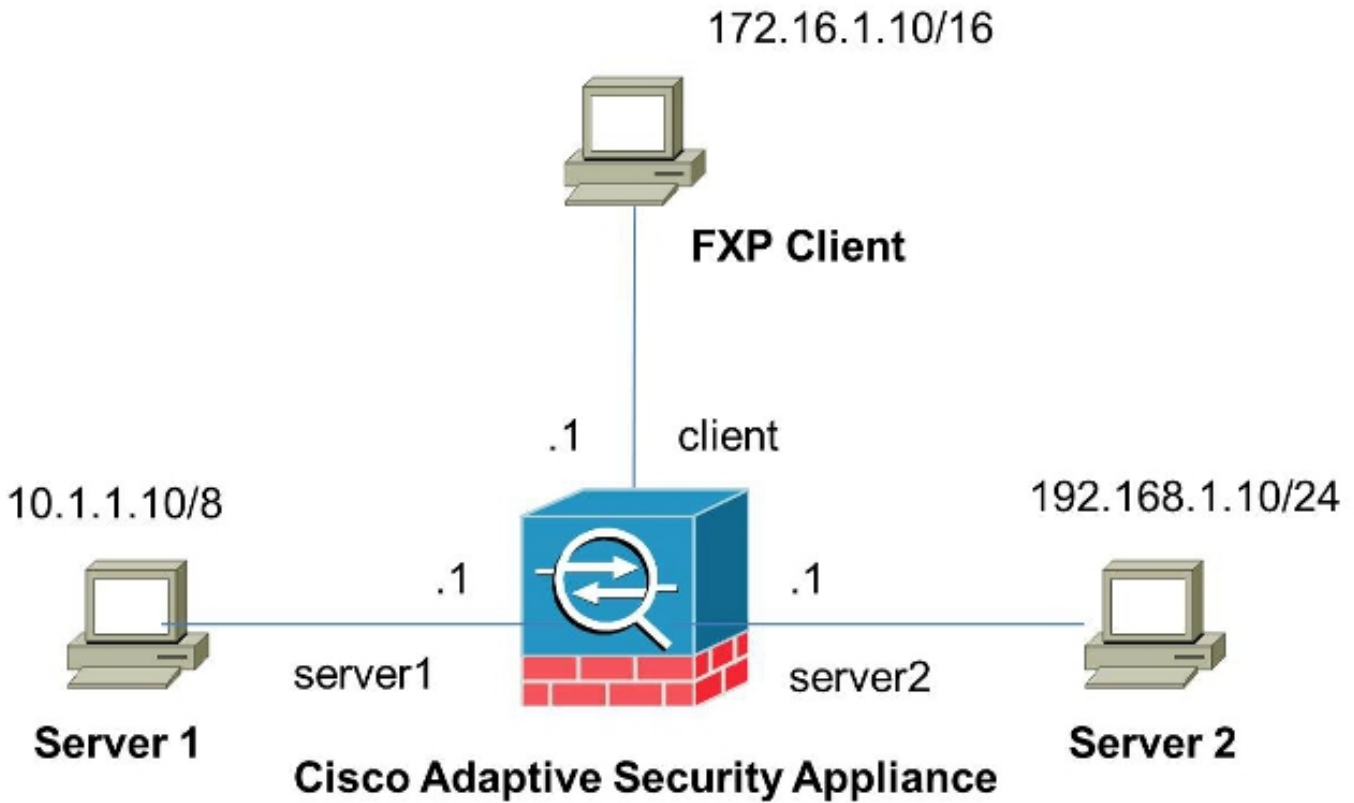 172.16.1.10/16
FXP Client
.1
client
10.1.1.10/8
192.168.1.10/24
.1
.1
server1
server2
Server 1
Server 2
Cisco Adaptive Security Appliance